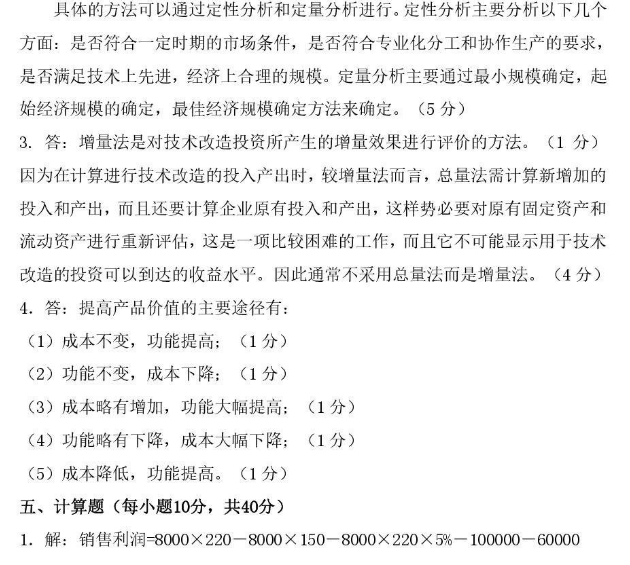 具体的方法可以通过定性分析和定量分析进行。定性分析主要分析以下几个
方面：是否符合一定时期的市场条件，是否符合专业化分工和协作生产的要求，
是否满足技术上先进，经济上合理的规模。定量分析主要通过最小规模确定，起
始经济规模的确定，最佳经济规模确定方法来确定。（5 分）
3. 答：增量法是对技术改造投资所产生的增量效果进行评价的方法。（1 分）
因为在计算进行技术改造的投入产出时，较增量法而言，总量法需计算新增加的
投入和产出，而且还要计算企业原有投入和产出，这样势必要对原有固定资产和
流动资产进行重新评估，这是一项比较困难的工作，而且它不可能显示用于技术
改造的投资可以到达的收益水平。因此通常不采用总量法而是增量法。（4 分）
4. 答：提高产品价值的主要途径有：
（1）成本不变，功能提高；（1 分）
（2）功能不变，成本下降；（1 分）
（3）成本略有增加，功能大幅提高；（1 分）
（4）功能略有下降，成本大幅下降；（1 分）
（5）成本降低，功能提高。（1 分）
五、计算题（每小题10分，共40分）
1. 解：销售利润=8000×220－8000×150－8000×220×5%－100000－60000